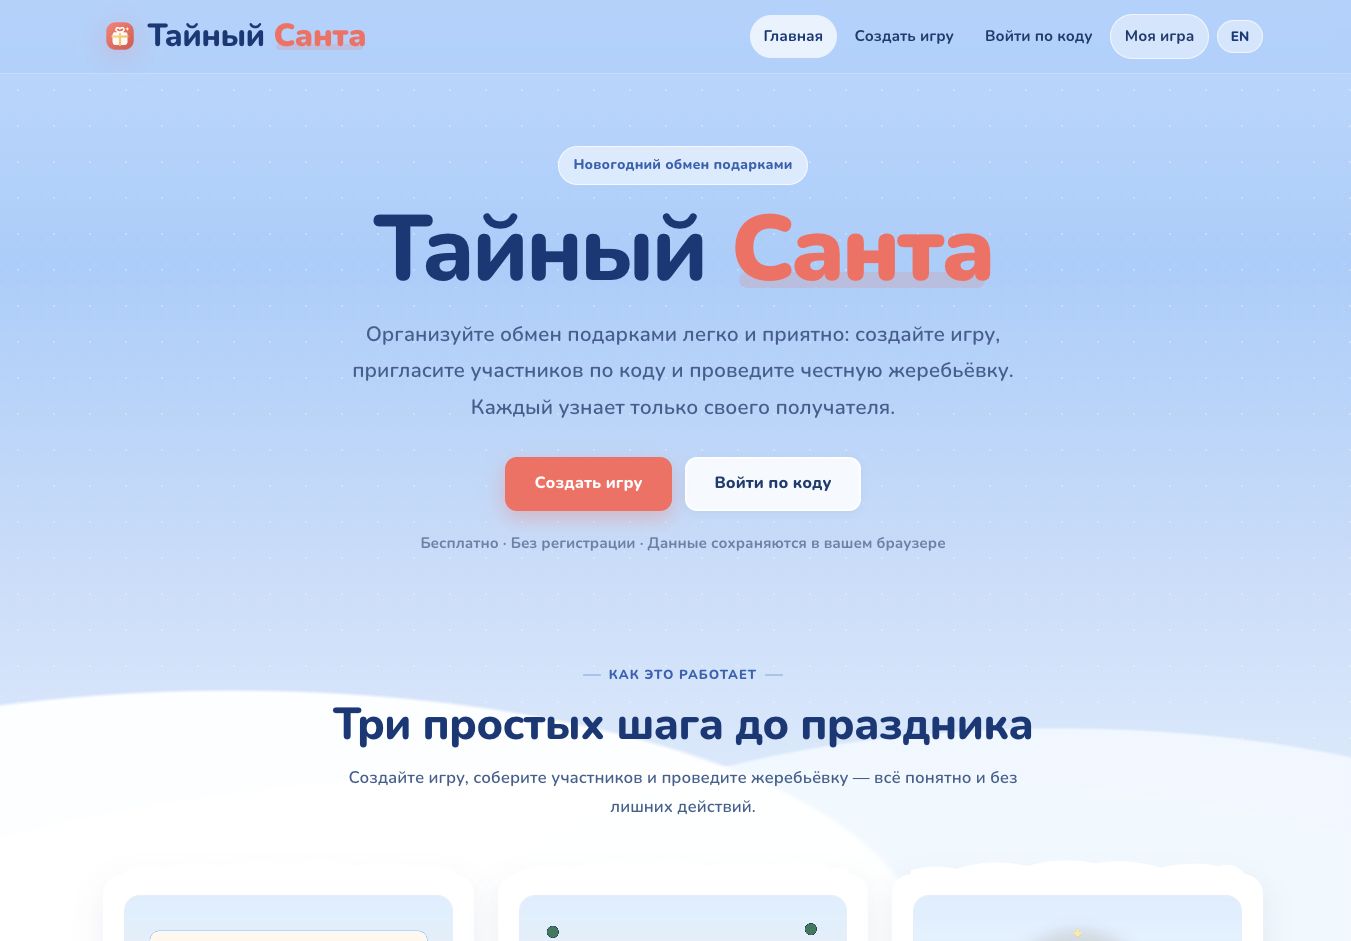 Тайный Санта
Главная
Создать игру
Войти по коду
Моя игра
EN
Новогодний обмен подарками
Тайный Санта
Организуйте обмен подарками легко и приятно: создайте игру,
пригласите участников по коду и проведите честную жеребьёвку.
Каждый узнает только своего получателя.
Создать игру
Войти по коду
Бесплатно · Без регистрации · Данные сохраняются в вашем браузере
КАК ЭТО РАБОТАЕТ
Три простых шага до праздника
Создайте игру, соберите участников и проведите жеребьёвку — всё понятно и без
лишних действий.